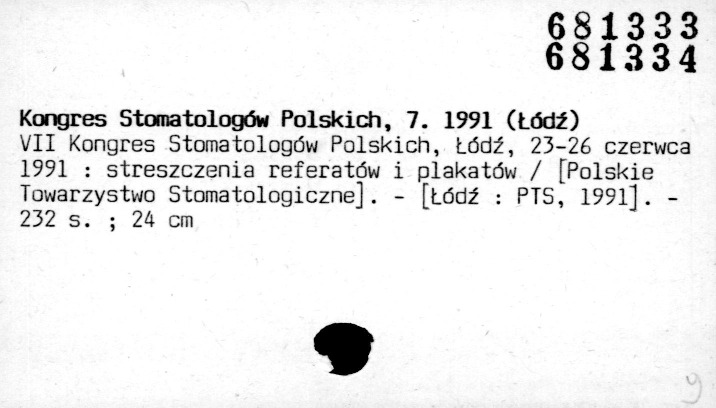 681333
681334
Kongres Stomatologów Polskich, 7. 1991 (Łódź)
VII Kongres Stomatologów Polskich, Łódź, 23-26 czerwca
1991 : streszczenia referatów i plakatów / [Polskie
Towarzystwo Stomatologiczne]. - [Łódź : PTS, 1991]. -
232 s. ; 24 cm
9